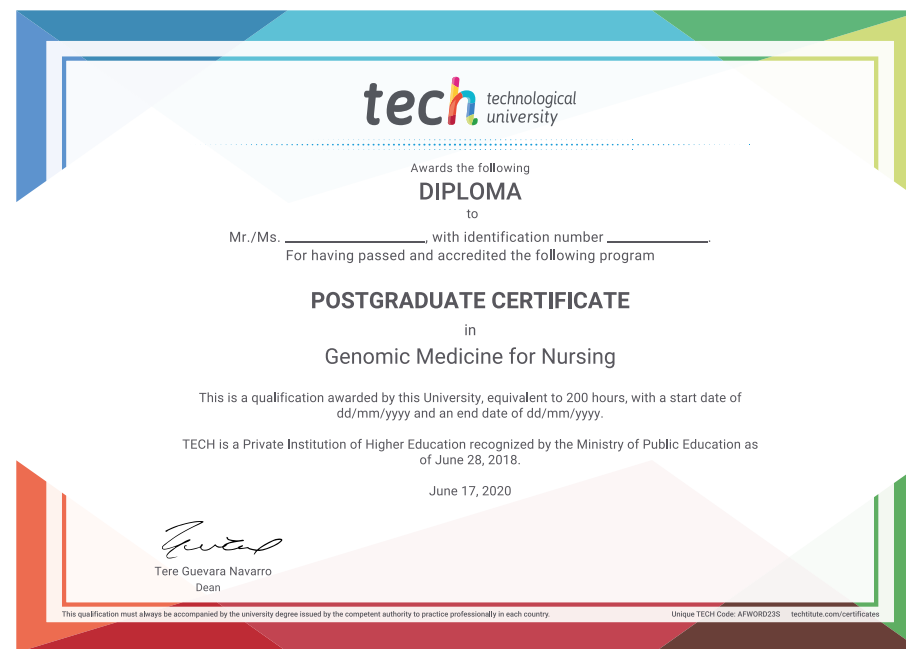 tech technological
university
Awards the following
DIPLOMA
to
Mr./Ms. ____________________, with identification number ______________.
For having passed and accredited the following program
POSTGRADUATE CERTIFICATE
in
Genomic Medicine for Nursing
This is a qualification awarded by this University, equivalent to 200 hours, with a start date of
dd/mm/yyyy and an end date of dd/mm/yyyy.
TECH is a Private Institution of Higher Education recognized by the Ministry of Public Education as
of June 28, 2018.
June 17, 2020
Tere Guevara Navarro
Dean
This qualification must always be accompanied by the university degree issued by the competent authority to practice professionally in each country. Unique TECH Code: AFWORD23S techtitute.com/certificates